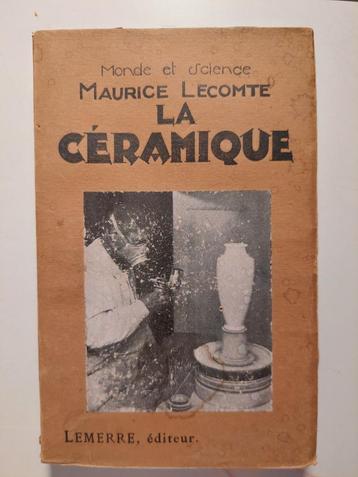 Monde et Science
MAURICE LECOMTE
LA
CÉRAMIQUE
LEMERRE, éditeur.